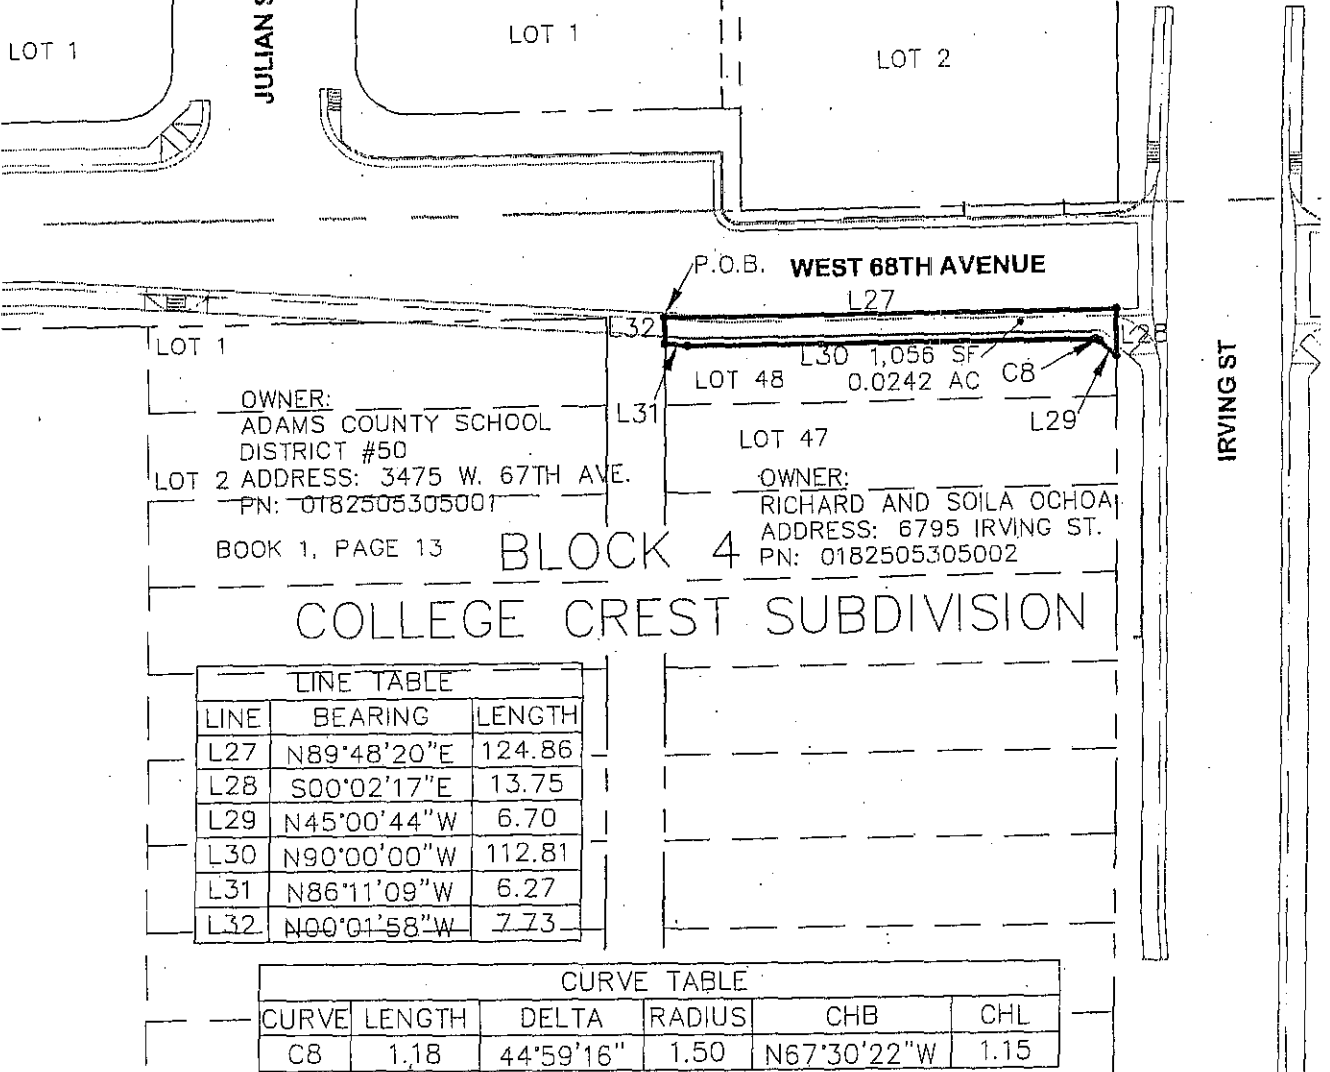 LOT 1
JULIAN S
LOT 1
LOT 2
P.O.B.
WEST 68TH AVENUE
L27
L32
L28
LOT 1
L30
1,056 SF
0.0242 AC
C8
LOT 48
L31
L29
IRVING ST
OWNER:
ADAMS COUNTY SCHOOL
DISTRICT #50
LOT 2
ADDRESS: 3475 W. 67TH AVE.
PN: 0182505305001
LOT 47
OWNER:
RICHARD AND SOILA OCHOA
ADDRESS: 6795 IRVING ST.
PN: 0182505305002
BOOK 1, PAGE 13
BLOCK 4
COLLEGE CREST SUBDIVISION
LINE TABLE
LINE BEARING LENGTH
L27 N89°48'20"E 124.86
L28 S00°02'17"E 13.75
L29 N45°00'44"W 6.70
L30 N90°00'00"W 112.81
L31 N86°11'09"W 6.27
L32 N00°01'58"W 7.73
CURVE TABLE
CURVE LENGTH DELTA RADIUS CHB CHL
C8 1.18 44°59'16" 1.50 N67°30'22"W 1.15